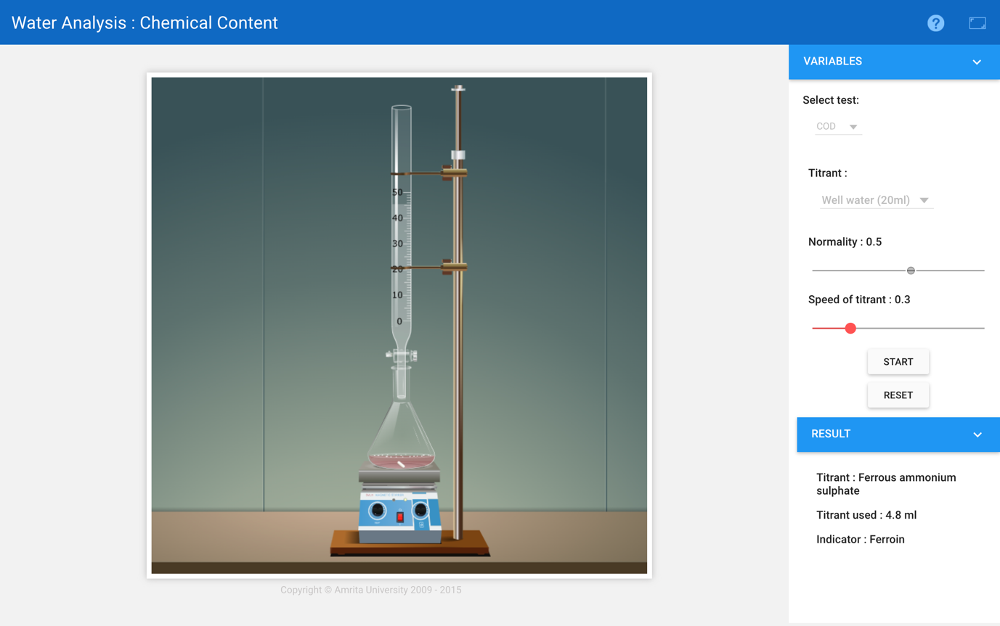 Water Analysis : Chemical Content
?
VARIABLES
Select test:
COD
Titrant :
Well water (20ml)
Normality : 0.5
Speed of titrant : 0.3
START
RESET
RESULT
Titrant : Ferrous ammonium
sulphate
Titrant used : 4.8 ml
Indicator : Ferroin
50
40
30
20
10
0
Copyright © Amrita University 2009 - 2015